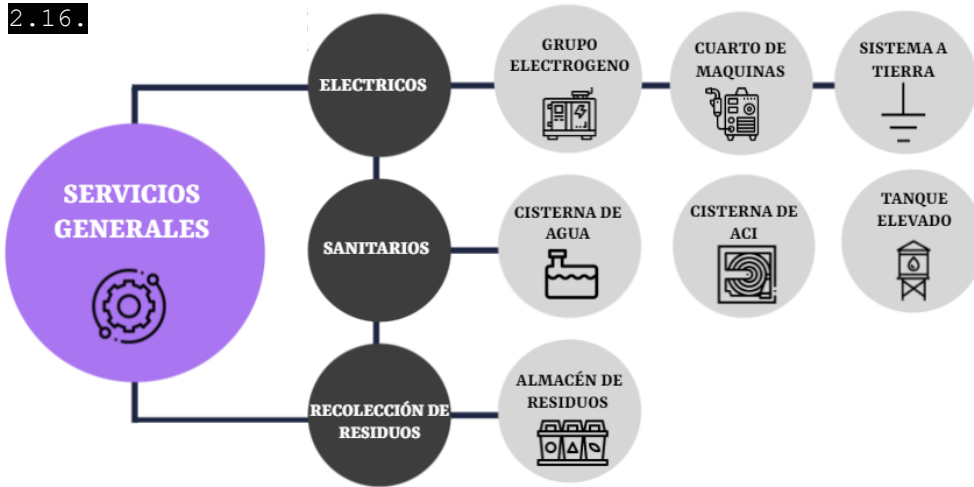 2.16.
SERVICIOS
GENERALES
ELECTRICOS
GRUPO
ELECTROGENO
CUARTO DE
MAQUINAS
SISTEMA A
TIERRA
SANITARIOS
CISTERNA DE
AGUA
CISTERNA DE
ACI
TANQUE
ELEVADO
RECOLECCIÓN DE
RESIDUOS
ALMACÉN DE
RESIDUOS